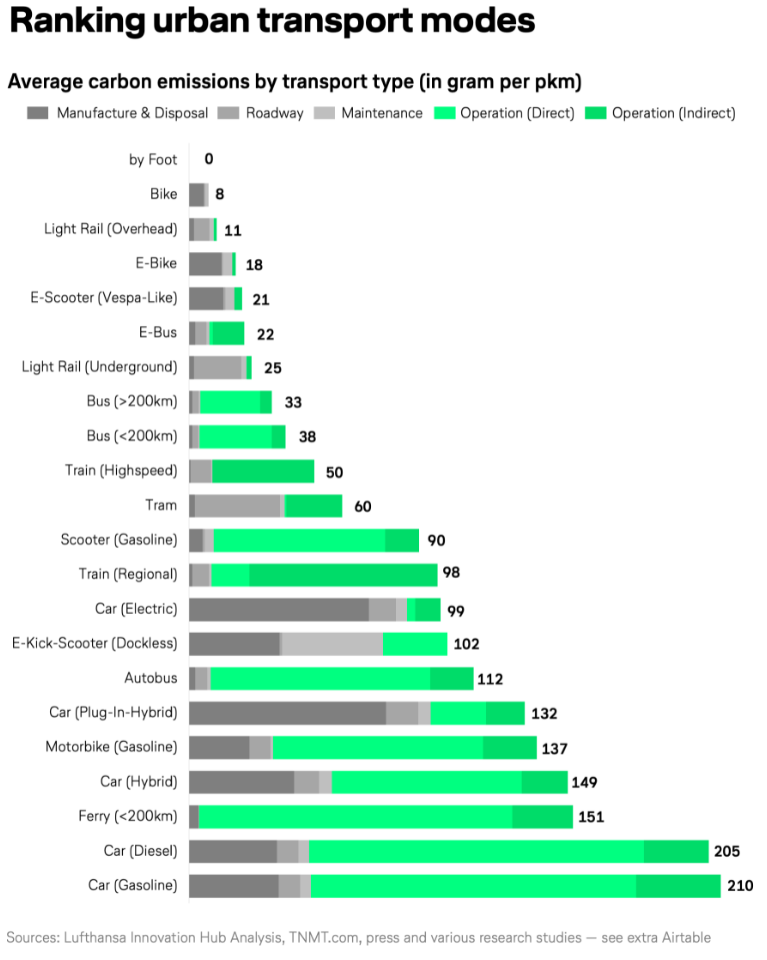 Ranking urban transport modes
Average carbon emissions by transport type (in gram per pkm)
Manufacture & Disposal Roadway Maintenance Operation (Direct) Operation (Indirect)
by Foot 0
Bike 8
Light Rail (Overhead) 11
E-Bike 18
E-Scooter (Vespa-Like) 21
E-Bus 22
Light Rail (Underground) 25
Bus (>200km) 33
Bus (<200km) 38
Train (Highspeed) 50
Tram 60
Scooter (Gasoline) 90
Train (Regional) 98
Car (Electric) 99
E-Kick-Scooter (Dockless) 102
Autobus 112
Car (Plug-In-Hybrid) 132
Motorbike (Gasoline) 137
Car (Hybrid) 149
Ferry (<200km) 151
Car (Diesel) 205
Car (Gasoline) 210
Sources: Lufthansa Innovation Hub Analysis, TNMT.com, press and various research studies — see extra Airtable